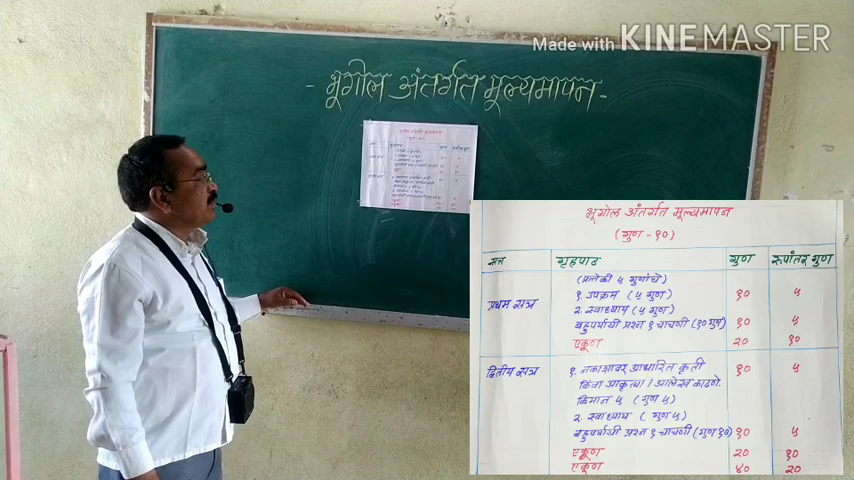 Made with KINEMASTER
- भूगोल अंतर्गत मूल्यमापन -
भूगोल अंतर्गत मूल्यमापन
(गुण - १०)
सत्र गृहपाठ गुण रूपांतर गुण
(प्रत्येकी ५ गुणांचे)
प्रथम सत्र १. उपक्रम (५ गुण) १० ५
२. स्वाध्याय (५ गुण)
बहुपर्यायी प्रश्न १ चाचणी (१० गुण) १० ५
एकूण २० १०
द्वितीय सत्र १. नकाशावर आधारित कृती १० ५
किंवा आकृत्या / आलेख काढणे.
किमान ५ (गुण ५)
२. स्वाध्याय (गुण ५)
बहुपर्यायी प्रश्न १ चाचणी (गुण १०) १० ५
एकूण २० १०
एकूण ४० २०